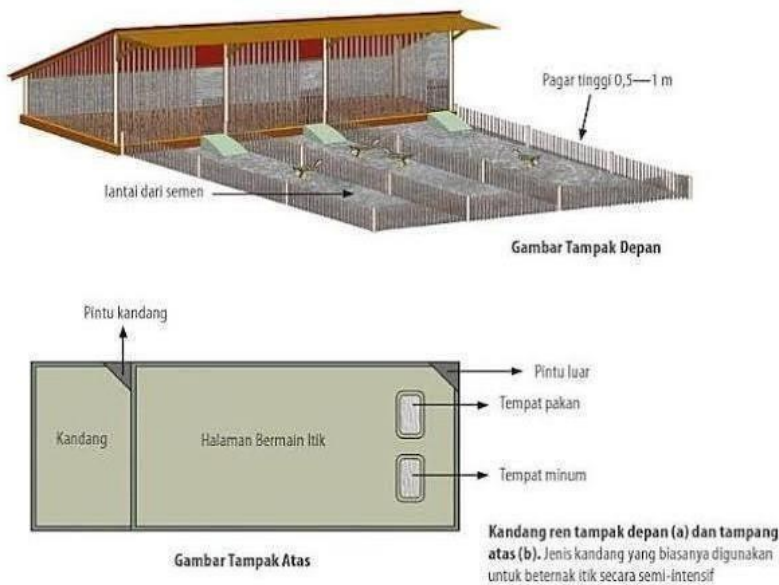 Pagar tinggi 0,5—1 m
lantai dari semen
Gambar Tampak Depan
Pintu kandang
Pintu luar
Tempat pakan
Kandang
Halaman Bermain Itik
Tempat minum
Gambar Tampak Atas
Kandang ren tampak depan (a) dan tampang
atas (b). Jenis kandang yang biasanya digunakan
untuk beternak itik secara semi-intensif